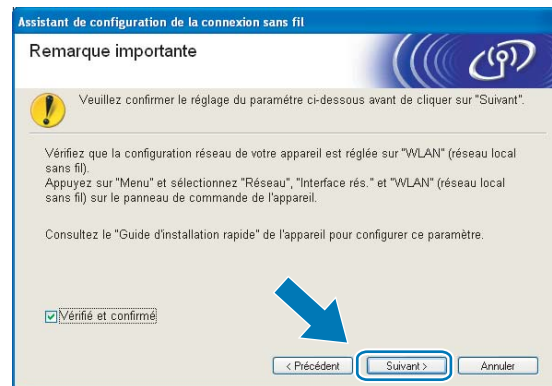 Assistant de configuration de la connexion sans fil
Remarque importante
Veuillez confirmer le réglage du paramétre ci-dessous avant de cliquer sur "Suivant".
Vérifiez que la configuration réseau de votre appareil est réglée sur "WLAN" (réseau local
sans fil).
Appuyez sur "Menu" et sélectionnez "Réseau", "Interface rés." et "WLAN" (réseau local
sans fil) sur le panneau de commande de l'appareil.
Consultez le "Guide d'installation rapide" de l'appareil pour configurer ce paramètre.
Vérifié et confirmé
< Précédent Suivant > Annuler